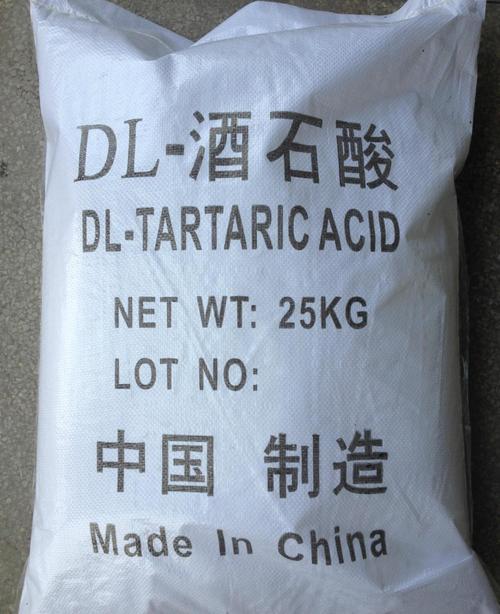 DL-酒石酸
DL-TARTARIC ACID
NET WT: 25KG
LOT NO:
中国 制造
Made In China